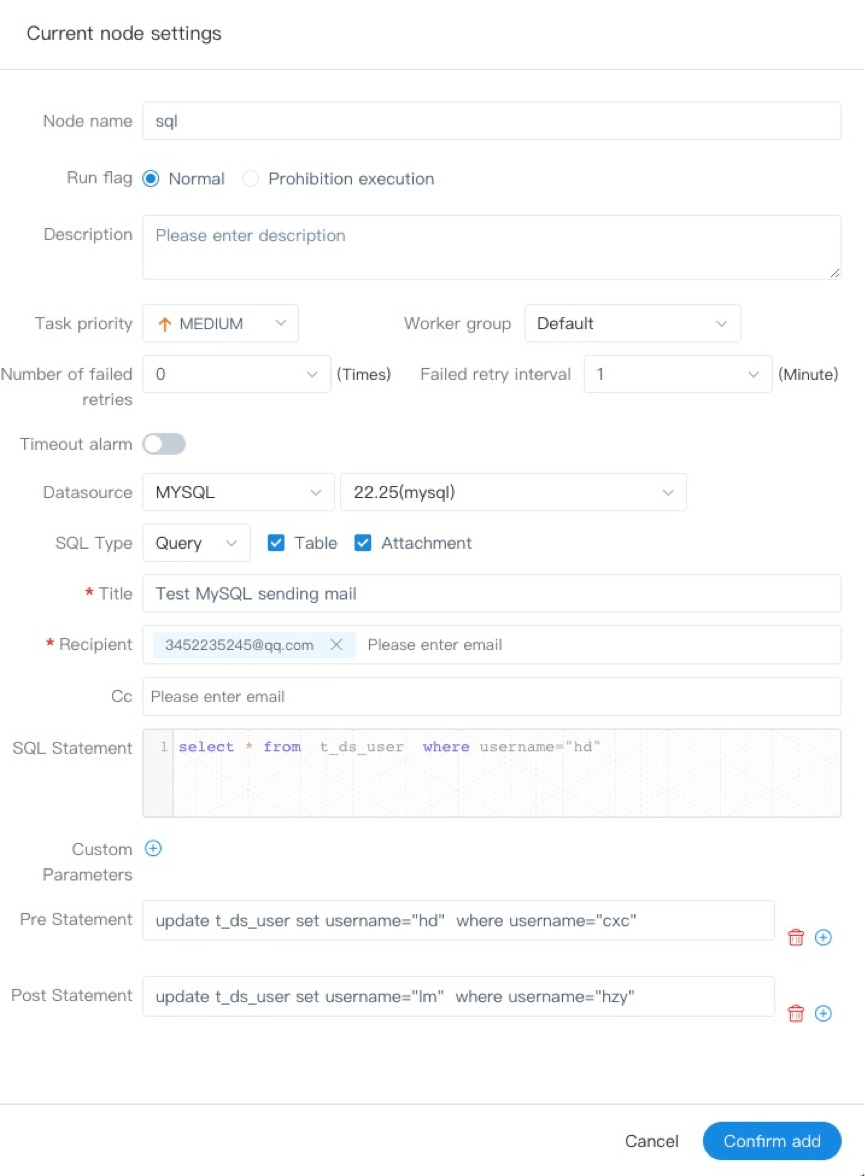 Current node settings
Node name sql
Run flag Normal Prohibition execution
Description Please enter description
Task priority MEDIUM Worker group Default
Number of failed retries 0 (Times) Failed retry interval 1 (Minute)
Timeout alarm
Datasource MYSQL 22.25(mysql)
SQL Type Query Table Attachment
* Title Test MySQL sending mail
* Recipient 3452235245@qq.com Please enter email
Cc Please enter email
SQL Statement 1 select * from  t_ds_user  where username="hd"
Custom Parameters
Pre Statement update t_ds_user set username="hd"  where username="cxc"
Post Statement update t_ds_user set username="lm"  where username="hzy"
Cancel Confirm add